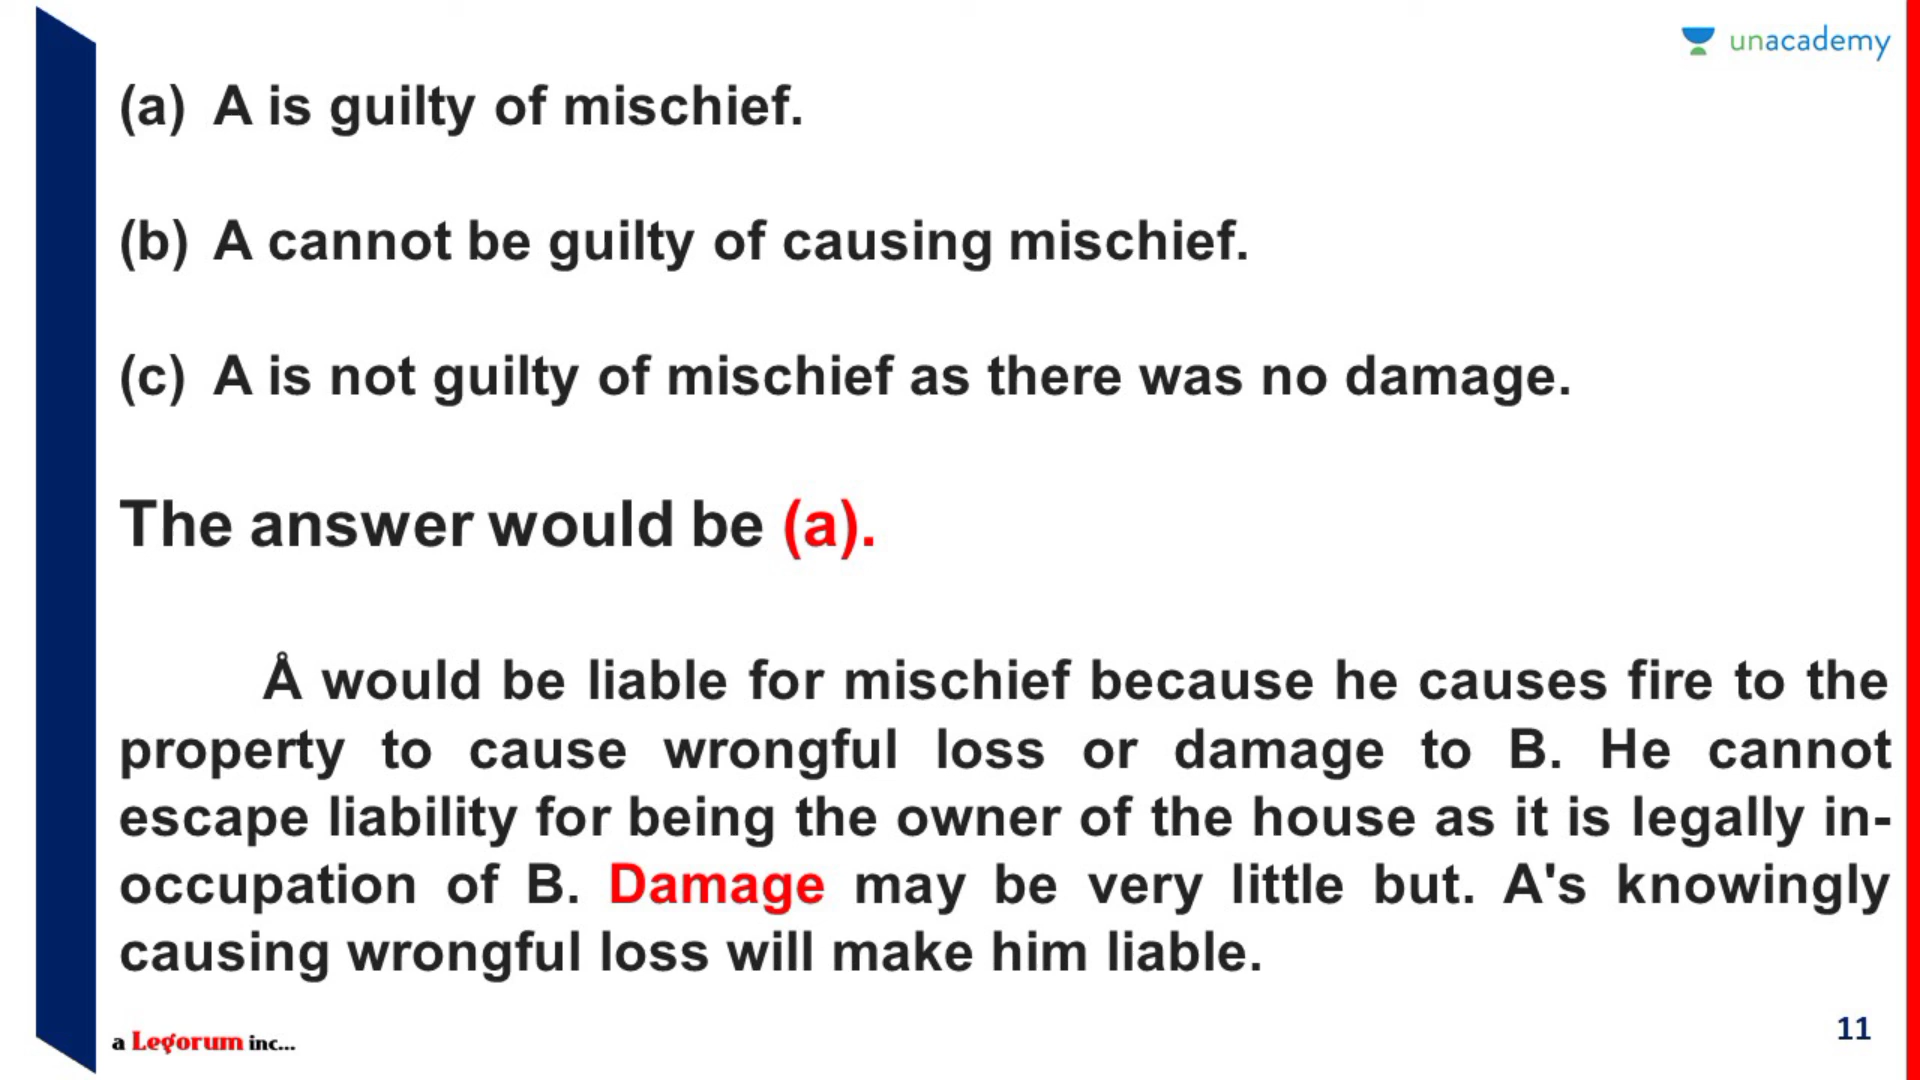 unacademy
(a) A is guilty of mischief.
(b) A cannot be guilty of causing mischief.
(c) A is not guilty of mischief as there was no damage.
The answer would be (a).
Å would be liable for mischief because he causes fire to the
property to cause wrongful loss or damage to B. He cannot
escape liability for being the owner of the house as it is legally in-
occupation of B. Damage may be very little but. A's knowingly
causing wrongful loss will make him liable.
a Legorum inc...
11